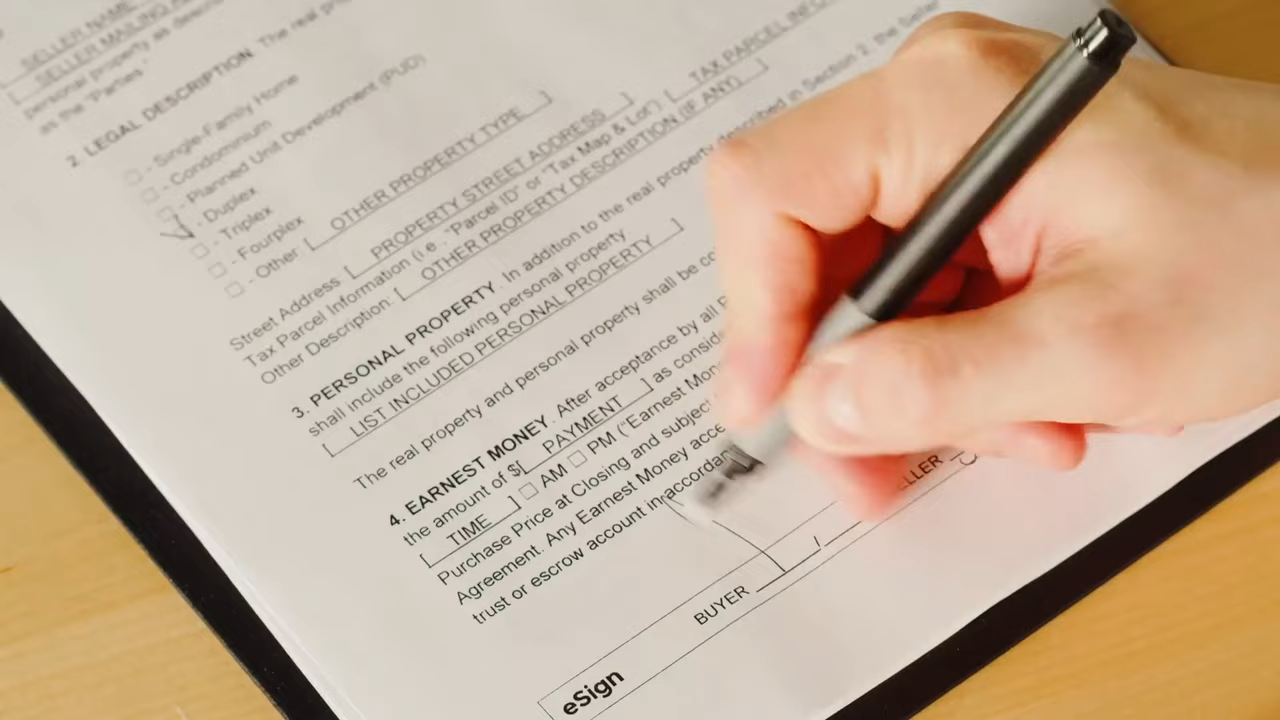 SELLER NAME
SELLER MAILING
personal property as
as the "Parties"
2. LEGAL DESCRIPTION. The real
- Single-Family Home
- Condominium
- Planned Unit Development (PUD)
- Duplex
- Triplex
- Fourplex
- Other [ OTHER PROPERTY TYPE ]
Street Address [ PROPERTY STREET ADDRESS ]
Tax Parcel Information (i.e. "Parcel ID" or "Tax Map & Lot") [ TAX PARCEL INFO
Other Description: [ OTHER PROPERTY DESCRIPTION (IF ANY) ]
3. PERSONAL PROPERTY. In addition to the real property described in Section 2, the Seller
shall include the following personal property
[ LIST INCLUDED PERSONAL PROPERTY ]
The real property and personal property shall be
4. EARNEST MONEY. After acceptance by all
the amount of $[ PAYMENT ] as
[ TIME ] ☐ AM ☐ PM ("Earnest
Purchase Price at Closing and subject
Agreement. Any Earnest Money
trust or escrow account in
BUYER
eSign